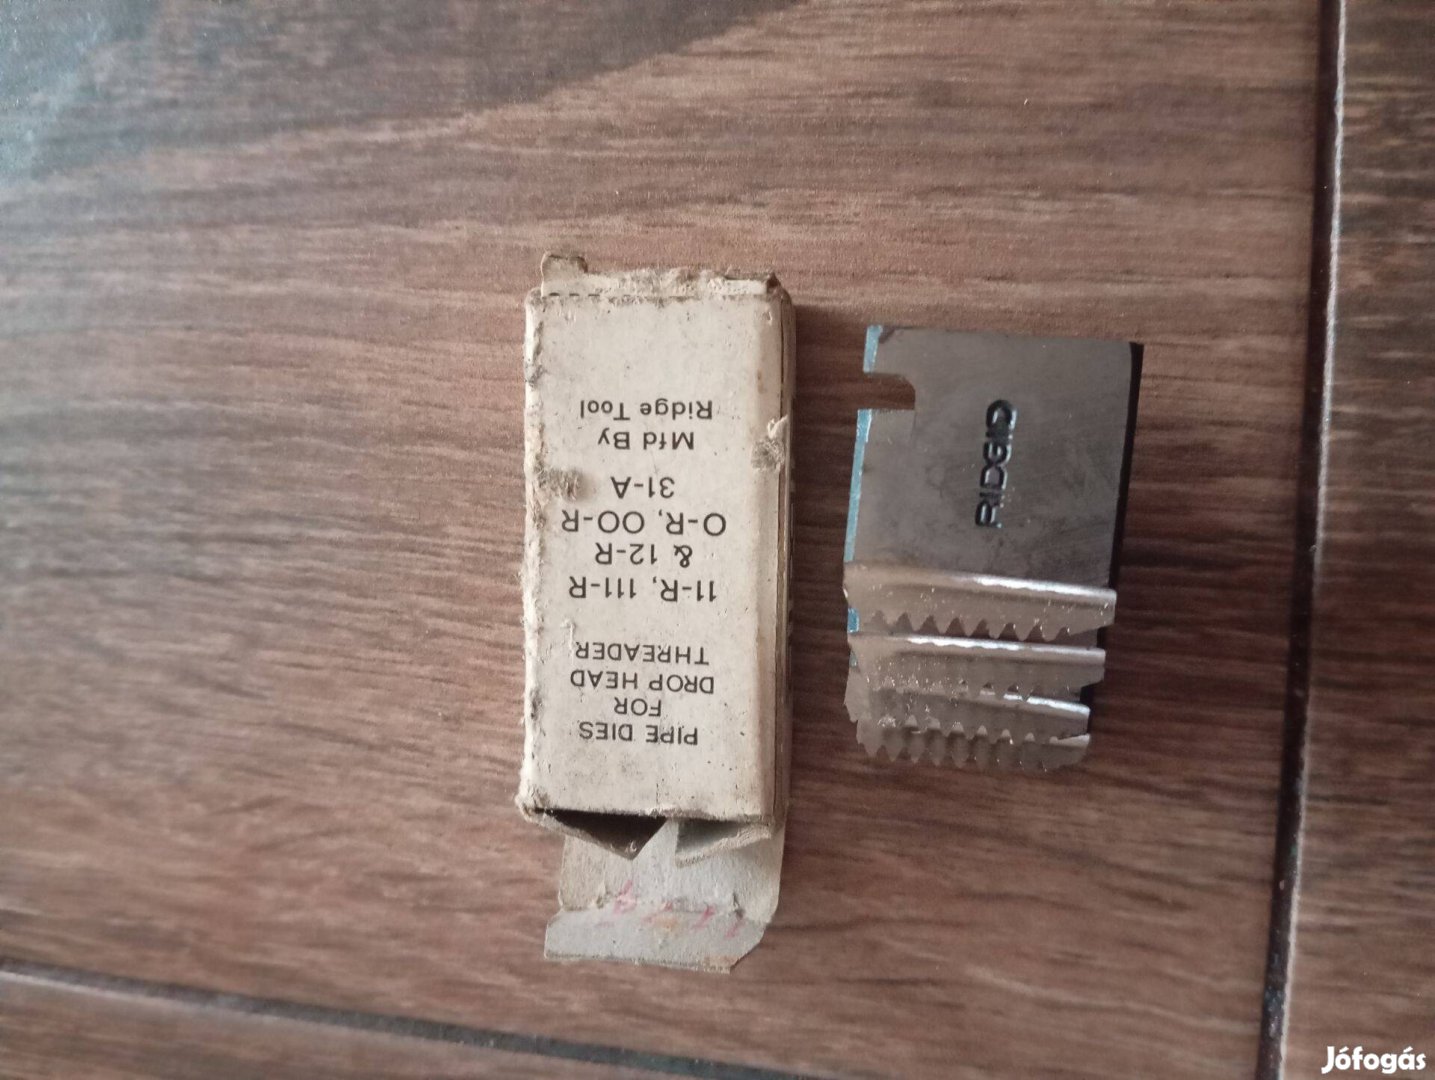 PIPE DIES
FOR
DROP HEAD
THREADER
11-R, 111-R
& 12-R
O-R, OO-R
31-A
Mfd By
Ridge Tool
RIDGID
Jófogás